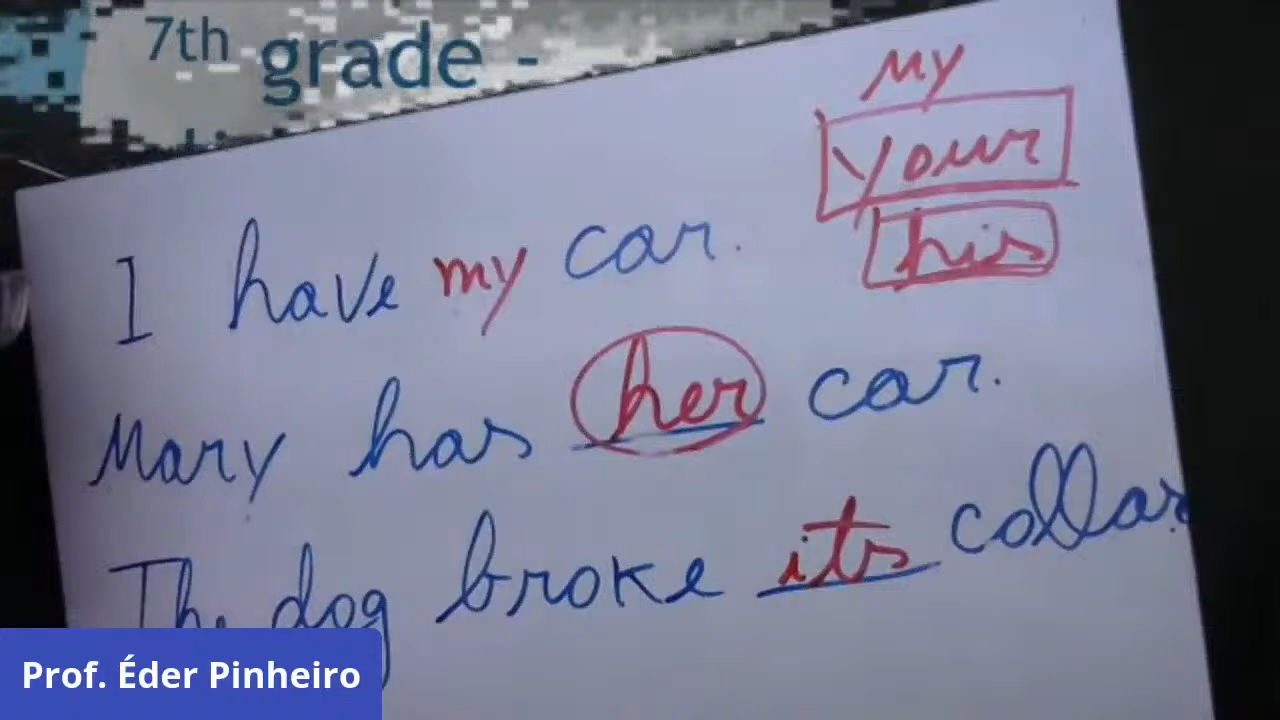 7th grade -
My
your
his
I have my car.
Mary has her car.
The dog broke its collar
Prof. Éder Pinheiro